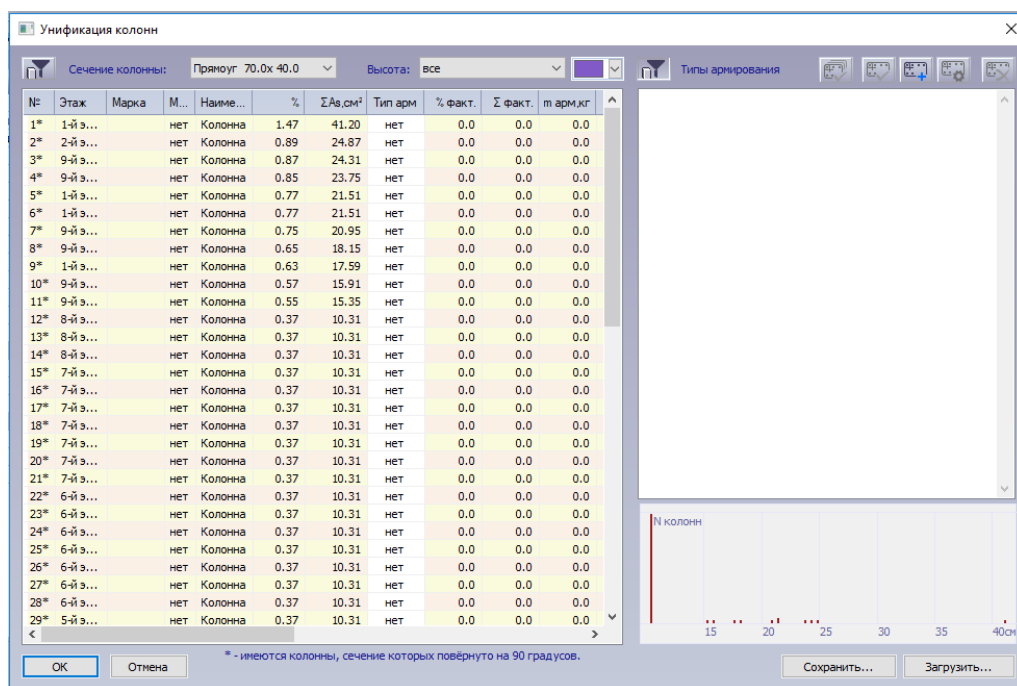 Унификация колонн
Сечение колонны: Прямоуг 70.0x 40.0 Высота: все Типы армирования
№ Этаж Марка М... Наиме... % ΣAs,см² Тип арм % факт. Σ факт. m арм,кг
1* 1-й э... нет Колонна 1.47 41.20 нет 0.0 0.0 0.0
2* 2-й э... нет Колонна 0.89 24.87 нет 0.0 0.0 0.0
3* 9-й э... нет Колонна 0.87 24.31 нет 0.0 0.0 0.0
4* 9-й э... нет Колонна 0.85 23.75 нет 0.0 0.0 0.0
5* 1-й э... нет Колонна 0.77 21.51 нет 0.0 0.0 0.0
6* 1-й э... нет Колонна 0.77 21.51 нет 0.0 0.0 0.0
7* 9-й э... нет Колонна 0.75 20.95 нет 0.0 0.0 0.0
8* 9-й э... нет Колонна 0.65 18.15 нет 0.0 0.0 0.0
9* 1-й э... нет Колонна 0.63 17.59 нет 0.0 0.0 0.0
10* 9-й э... нет Колонна 0.57 15.91 нет 0.0 0.0 0.0
11* 9-й э... нет Колонна 0.55 15.35 нет 0.0 0.0 0.0
12* 8-й э... нет Колонна 0.37 10.31 нет 0.0 0.0 0.0
13* 8-й э... нет Колонна 0.37 10.31 нет 0.0 0.0 0.0
14* 8-й э... нет Колонна 0.37 10.31 нет 0.0 0.0 0.0
15* 7-й э... нет Колонна 0.37 10.31 нет 0.0 0.0 0.0
16* 7-й э... нет Колонна 0.37 10.31 нет 0.0 0.0 0.0
17* 7-й э... нет Колонна 0.37 10.31 нет 0.0 0.0 0.0
18* 7-й э... нет Колонна 0.37 10.31 нет 0.0 0.0 0.0
19* 7-й э... нет Колонна 0.37 10.31 нет 0.0 0.0 0.0
20* 7-й э... нет Колонна 0.37 10.31 нет 0.0 0.0 0.0
21* 7-й э... нет Колонна 0.37 10.31 нет 0.0 0.0 0.0
22* 6-й э... нет Колонна 0.37 10.31 нет 0.0 0.0 0.0
23* 6-й э... нет Колонна 0.37 10.31 нет 0.0 0.0 0.0
24* 6-й э... нет Колонна 0.37 10.31 нет 0.0 0.0 0.0
25* 6-й э... нет Колонна 0.37 10.31 нет 0.0 0.0 0.0
26* 6-й э... нет Колонна 0.37 10.31 нет 0.0 0.0 0.0
27* 6-й э... нет Колонна 0.37 10.31 нет 0.0 0.0 0.0
28* 6-й э... нет Колонна 0.37 10.31 нет 0.0 0.0 0.0
29* 5-й э... нет Колонна 0.37 10.31 нет 0.0 0.0 0.0
N колонн
15 20 25 30 35 40см
* - имеются колонны, сечение которых повёрнуто на 90 градусов.
ОК Отмена Сохранить... Загрузить...